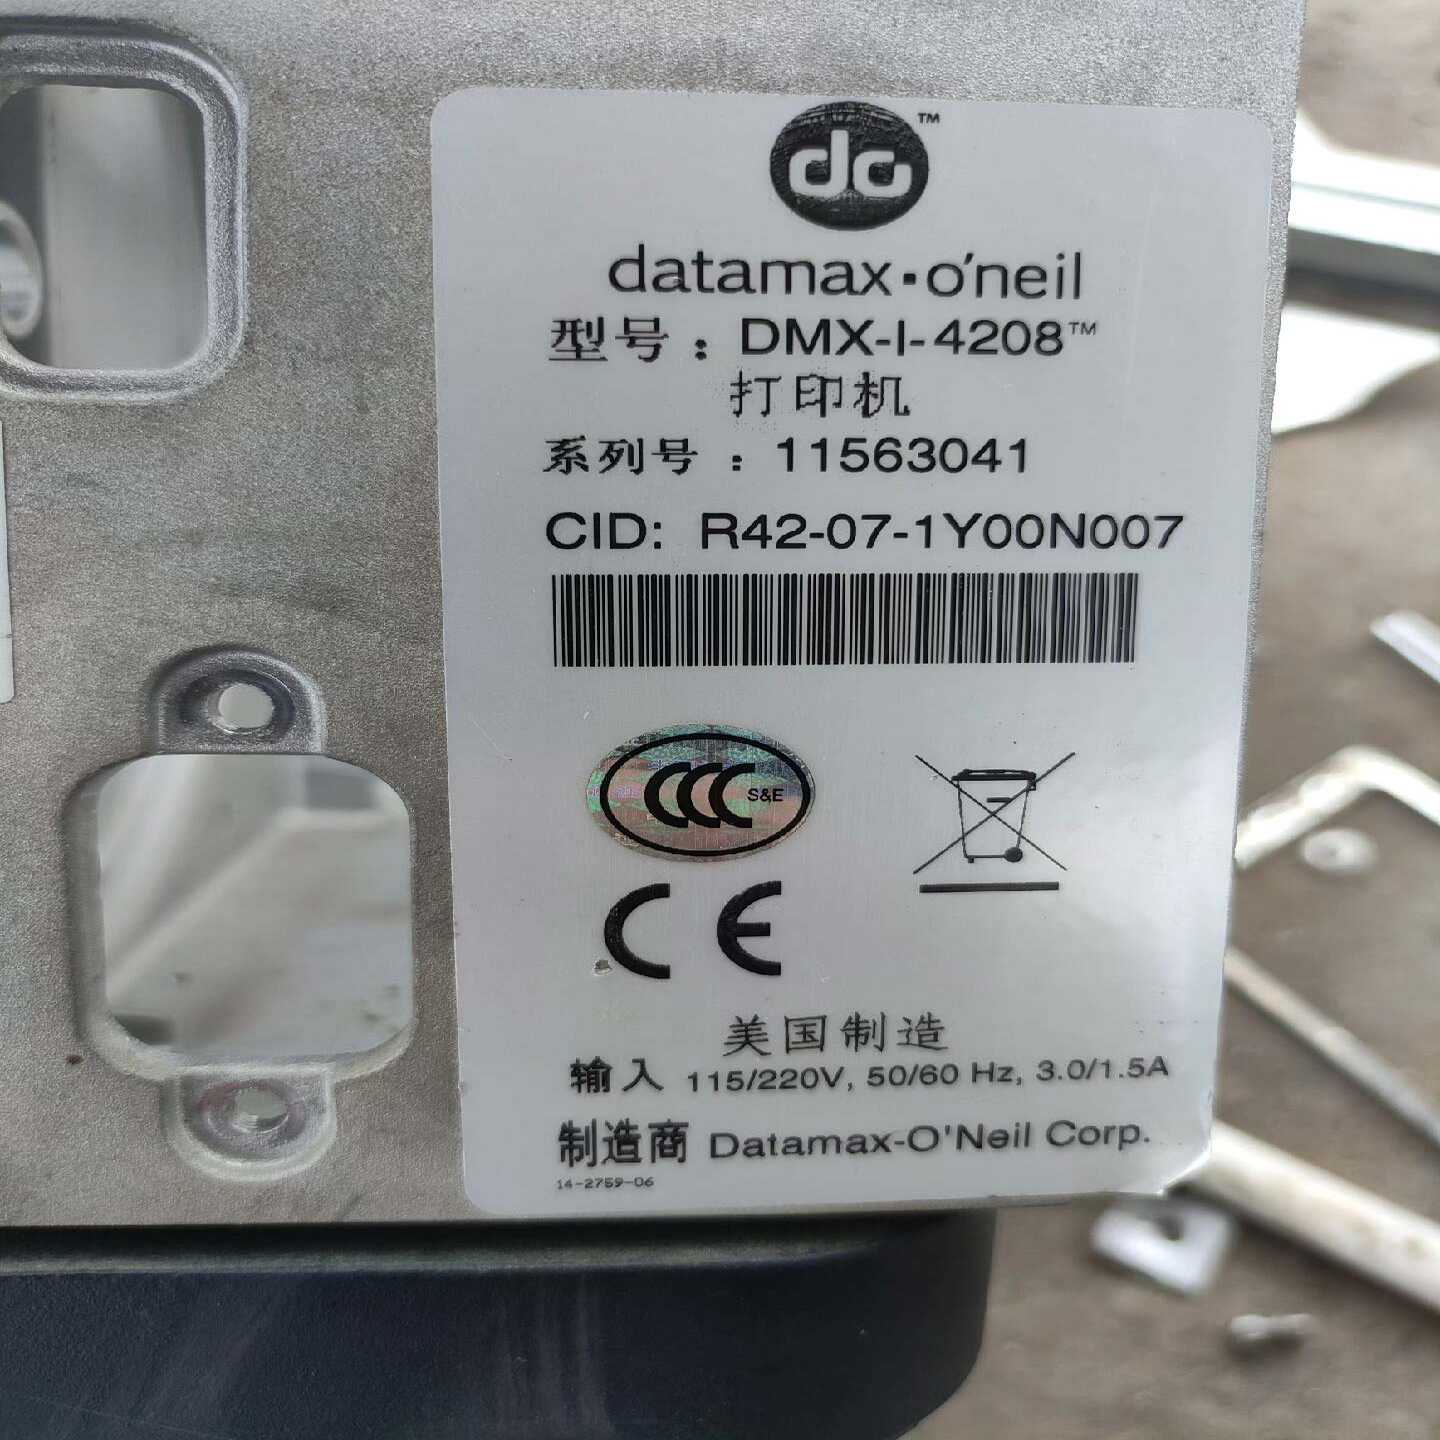 do™
datamax•o'neil
型号：DMX-I-4208™
打印机
系列号：11563041
CID: R42-07-1Y00N007
CCC S&E
CE
美国制造
输入 115/220V, 50/60 Hz, 3.0/1.5A
制造商 Datamax-O'Neil Corp.
14-2759-06